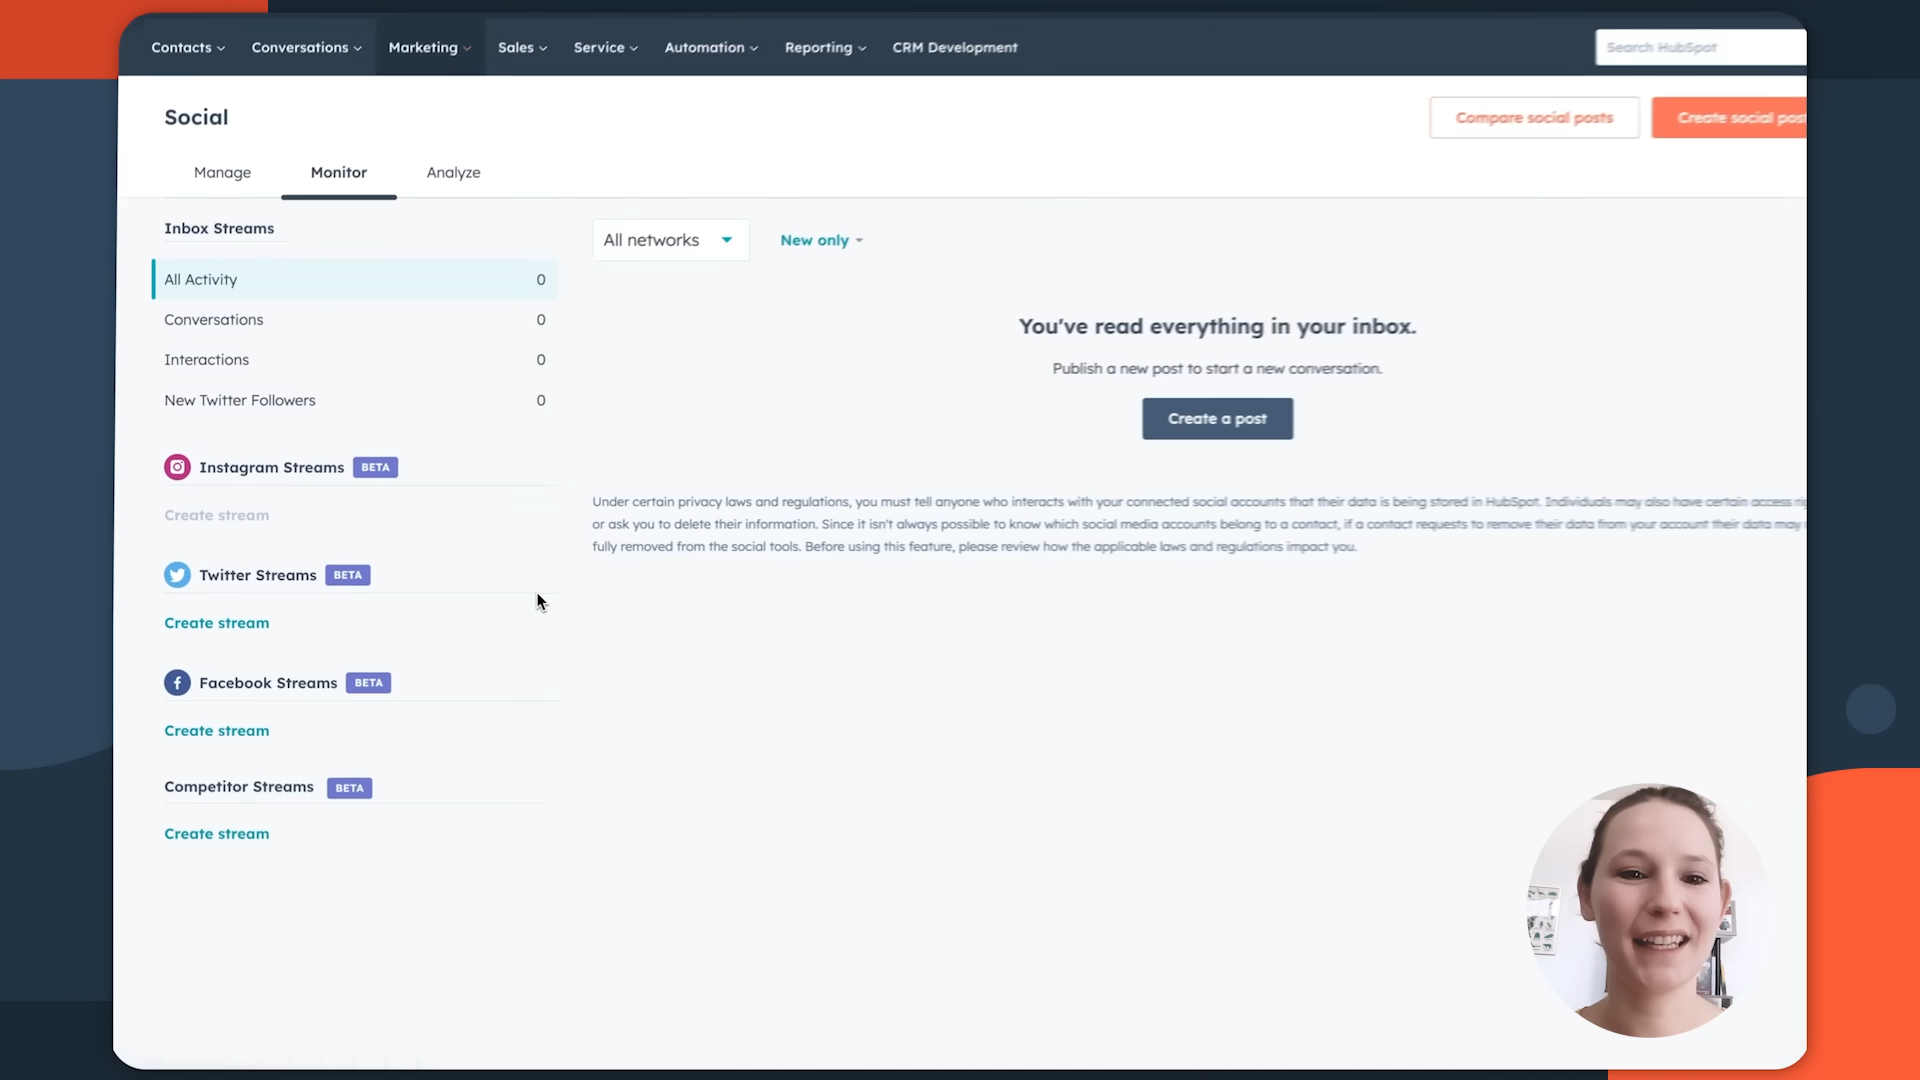 Contacts Conversations Marketing Sales Service Automation Reporting CRM Development Search HubSpot
Social
Compare social posts Create social post
Manage Monitor Analyze
Inbox Streams
All networks New only
All Activity 0
Conversations 0
Interactions 0
New Twitter Followers 0
You've read everything in your inbox.
Publish a new post to start a new conversation.
Create a post
Instagram Streams BETA
Create stream
Under certain privacy laws and regulations, you must tell anyone who interacts with your connected social accounts that their data is being stored in HubSpot. Individuals may also have certain access
or ask you to delete their information. Since it isn't always possible to know which social media accounts belong to a contact, if a contact requests to remove their data from your account their data may
fully removed from the social tools. Before using this feature, please review how the applicable laws and regulations impact you.
Twitter Streams BETA
Create stream
Facebook Streams BETA
Create stream
Competitor Streams BETA
Create stream